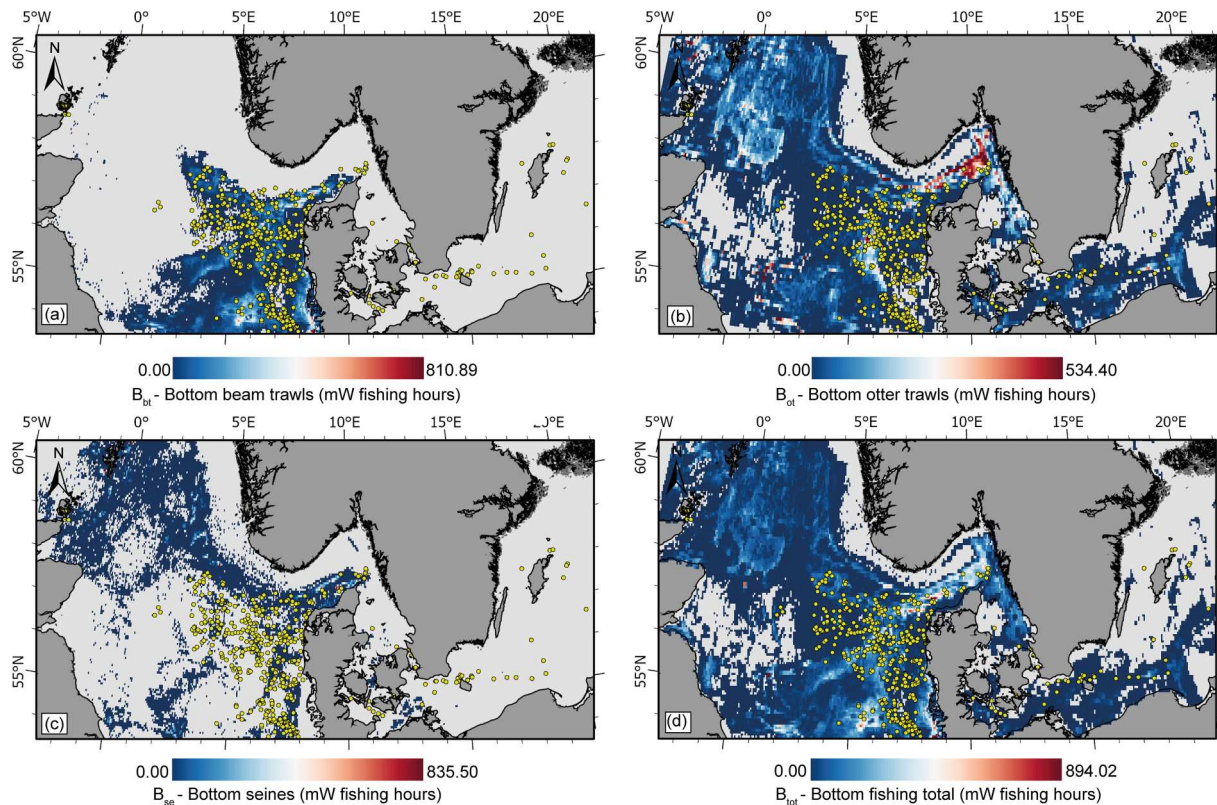 5°W 0° 5°E 10°E 15°E 20°E
60°N
55°N
N
(a)
0.00 810.89
B_bt - Bottom beam trawls (mW fishing hours)
5°W 0° 5°E 10°E 15°E 20°E
60°N
55°N
N
(b)
0.00 534.40
B_ot - Bottom otter trawls (mW fishing hours)
5°W 0° 5°E 10°E 15°E 20°E
60°N
55°N
N
(c)
0.00 835.50
B_se - Bottom seines (mW fishing hours)
5°W 0° 5°E 10°E 15°E 20°E
60°N
55°N
N
(d)
0.00 894.02
B_tot - Bottom fishing total (mW fishing hours)